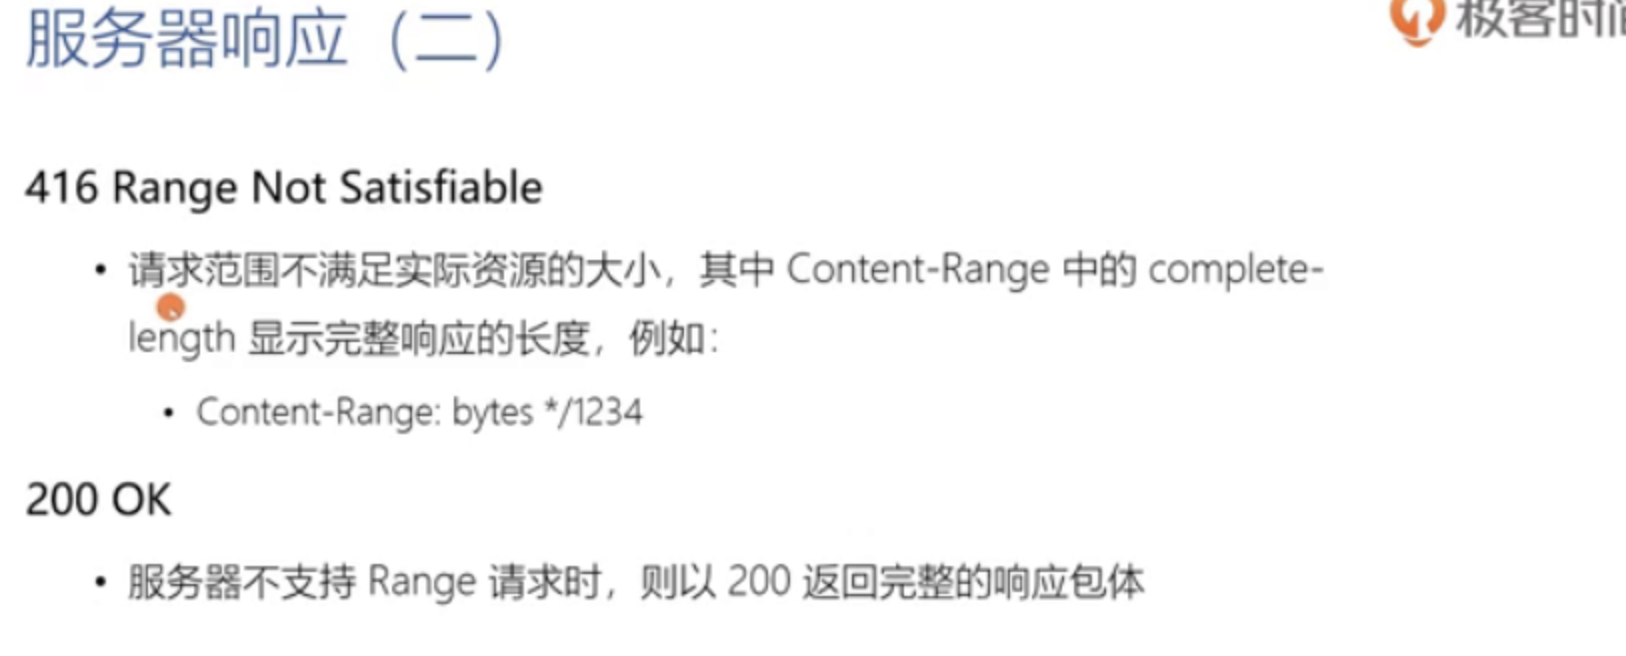 服务器响应（二）
极客时间
416 Range Not Satisfiable
• 请求范围不满足实际资源的大小，其中 Content-Range 中的 complete-
length 显示完整响应的长度，例如：
• Content-Range: bytes */1234
200 OK
• 服务器不支持 Range 请求时，则以 200 返回完整的响应包体